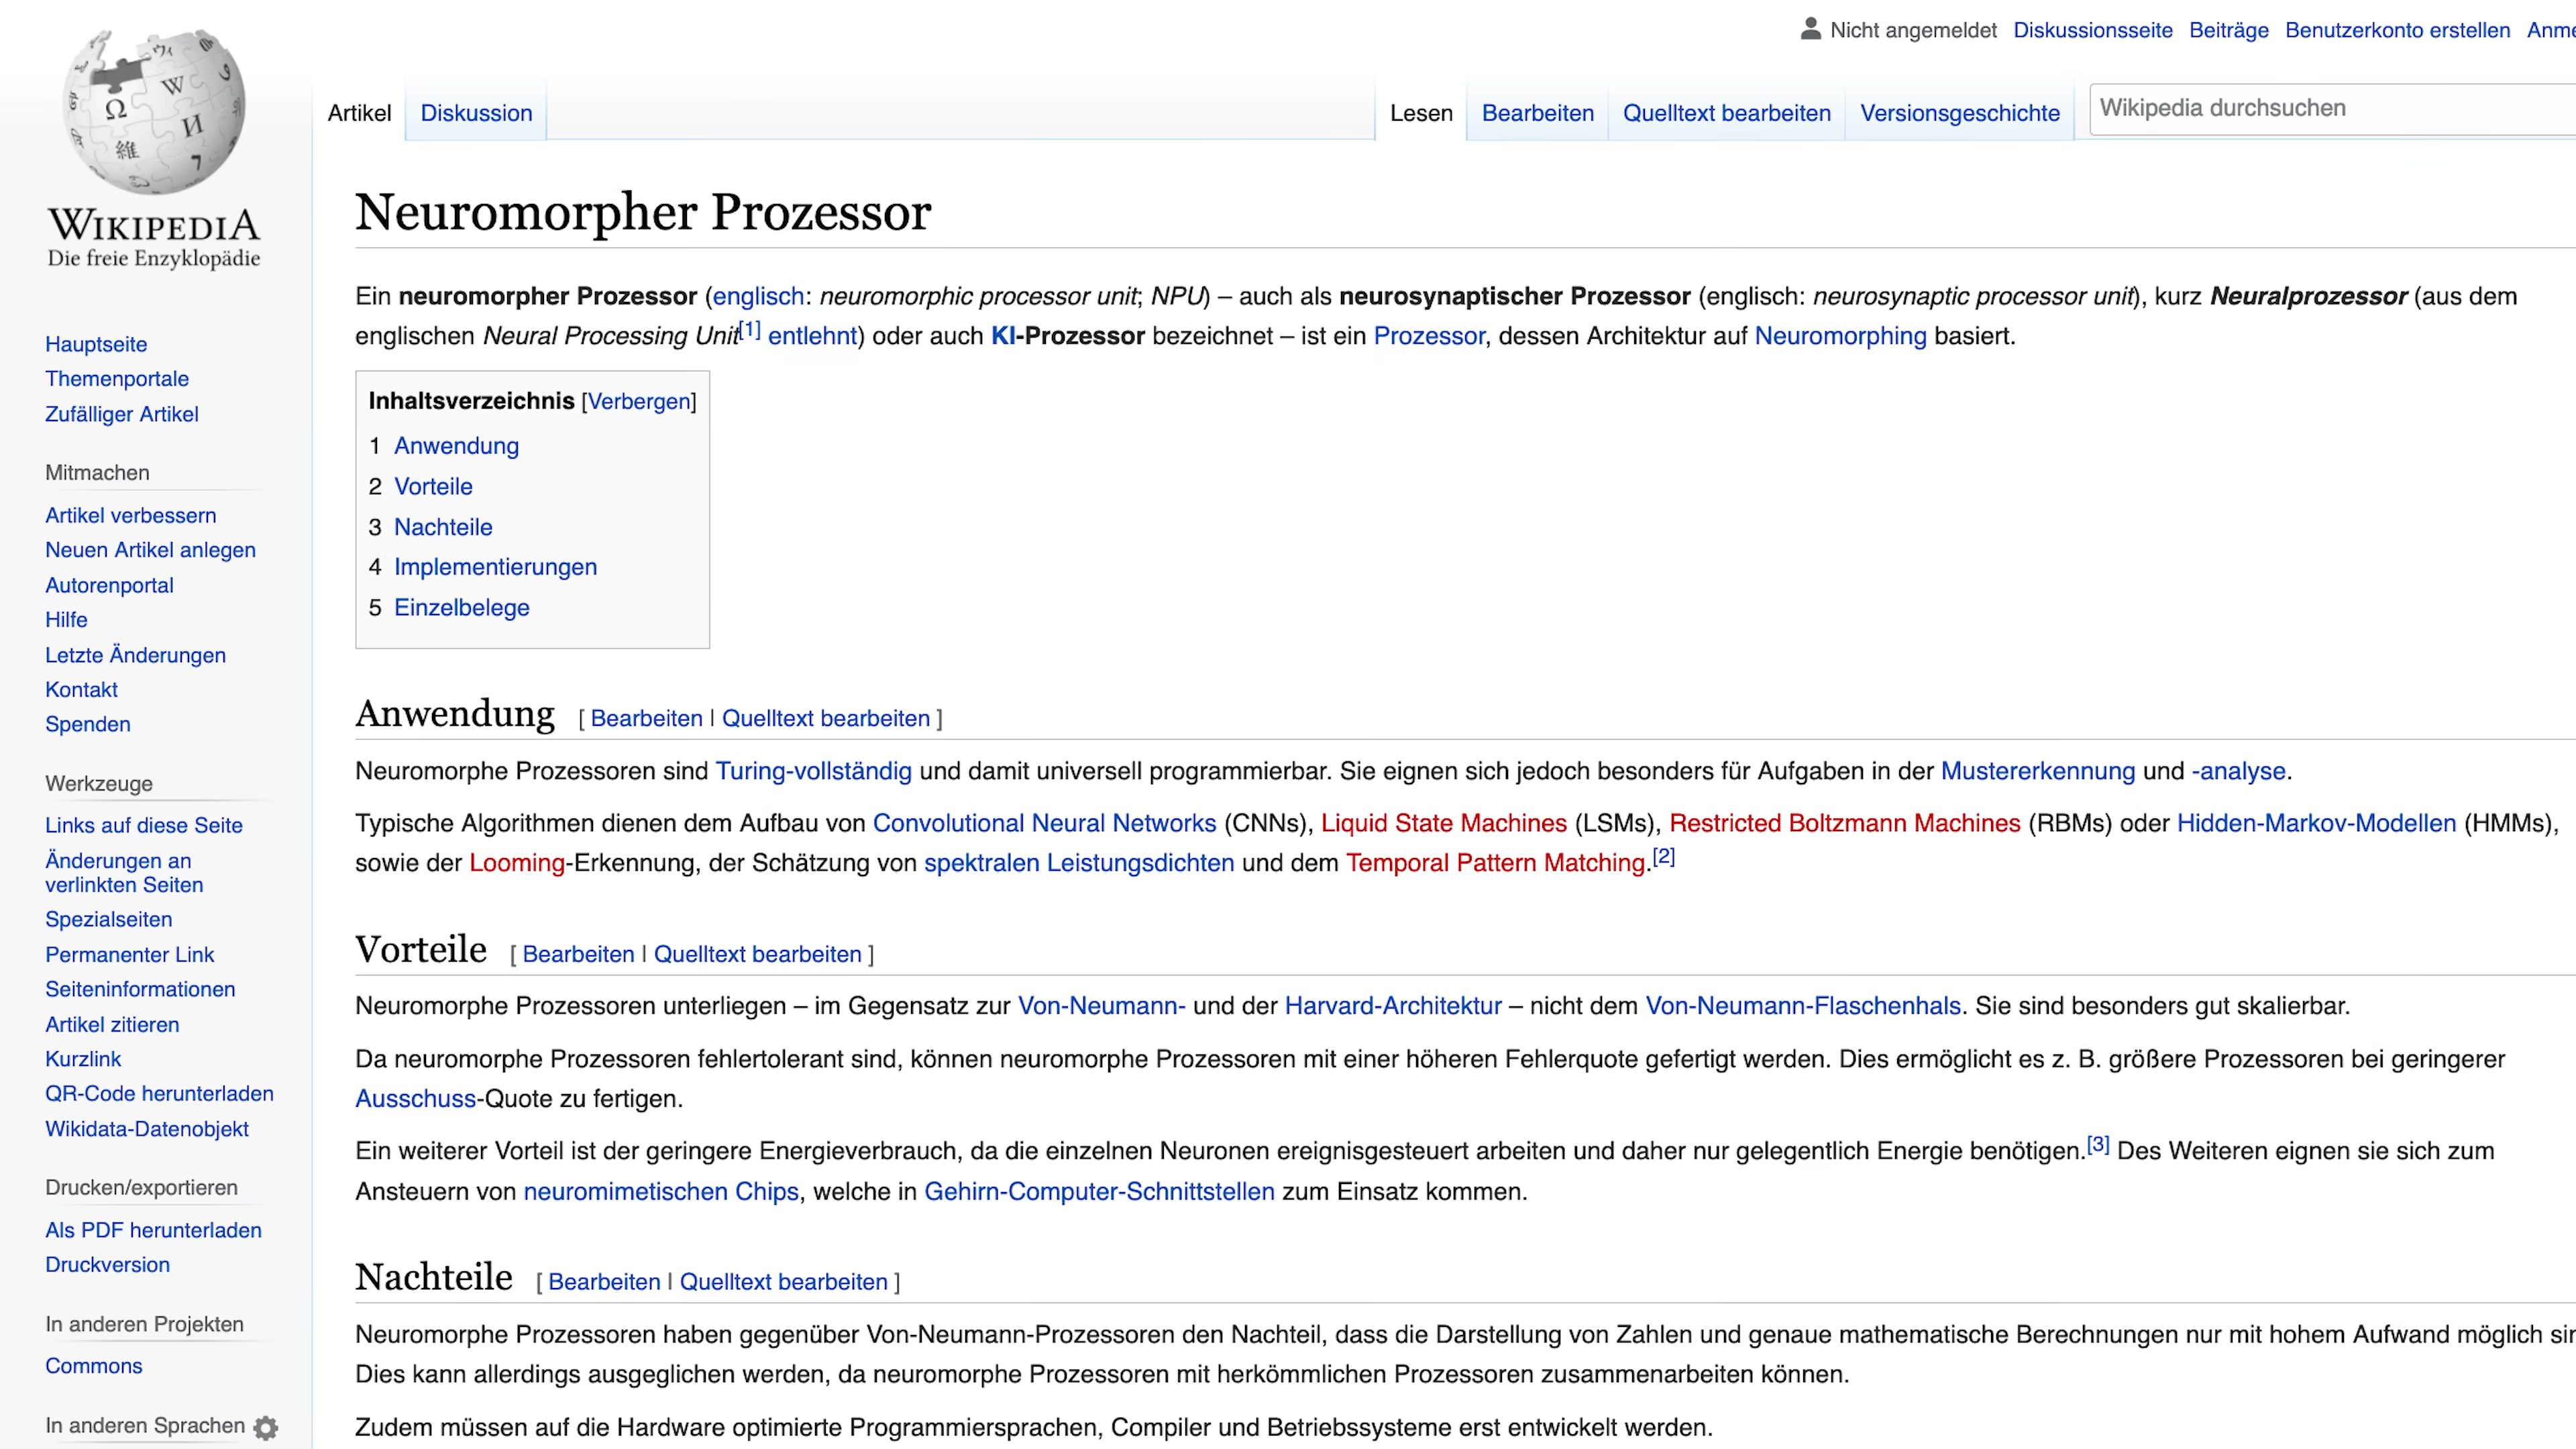 Nicht angemeldet Diskussionsseite Beiträge Benutzerkonto erstellen
Artikel Diskussion Lesen Bearbeiten Quelltext bearbeiten Versionsgeschichte Wikipedia durchsuchen
WIKIPEDIA
Die freie Enzyklopädie
Hauptseite
Themenportale
Zufälliger Artikel
Mitmachen
Artikel verbessern
Neuen Artikel anlegen
Autorenportal
Hilfe
Letzte Änderungen
Kontakt
Spenden
Werkzeuge
Links auf diese Seite
Änderungen an
verlinkten Seiten
Spezialseiten
Permanenter Link
Seiteninformationen
Artikel zitieren
Kurzlink
QR-Code herunterladen
Wikidata-Datenobjekt
Drucken/exportieren
Als PDF herunterladen
Druckversion
In anderen Projekten
Commons
In anderen Sprachen
Neuromorpher Prozessor
Ein neuromorpher Prozessor (englisch: neuromorphic processor unit; NPU) – auch als neurosynaptischer Prozessor (englisch: neurosynaptic processor unit), kurz Neuralprozessor (aus dem
englischen Neural Processing Unit[1] entlehnt) oder auch KI-Prozessor bezeichnet – ist ein Prozessor, dessen Architektur auf Neuromorphing basiert.
Inhaltsverzeichnis [Verbergen]
1 Anwendung
2 Vorteile
3 Nachteile
4 Implementierungen
5 Einzelbelege
Anwendung [ Bearbeiten | Quelltext bearbeiten ]
Neuromorphe Prozessoren sind Turing-vollständig und damit universell programmierbar. Sie eignen sich jedoch besonders für Aufgaben in der Mustererkennung und -analyse.
Typische Algorithmen dienen dem Aufbau von Convolutional Neural Networks (CNNs), Liquid State Machines (LSMs), Restricted Boltzmann Machines (RBMs) oder Hidden-Markov-Modellen (HMMs),
sowie der Looming-Erkennung, der Schätzung von spektralen Leistungsdichten und dem Temporal Pattern Matching.[2]
Vorteile [ Bearbeiten | Quelltext bearbeiten ]
Neuromorphe Prozessoren unterliegen – im Gegensatz zur Von-Neumann- und der Harvard-Architektur – nicht dem Von-Neumann-Flaschenhals. Sie sind besonders gut skalierbar.
Da neuromorphe Prozessoren fehlertolerant sind, können neuromorphe Prozessoren mit einer höheren Fehlerquote gefertigt werden. Dies ermöglicht es z. B. größere Prozessoren bei geringerer
Ausschuss-Quote zu fertigen.
Ein weiterer Vorteil ist der geringere Energieverbrauch, da die einzelnen Neuronen ereignisgesteuert arbeiten und daher nur gelegentlich Energie benötigen.[3] Des Weiteren eignen sie sich zum
Ansteuern von neuromimetischen Chips, welche in Gehirn-Computer-Schnittstellen zum Einsatz kommen.
Nachteile [ Bearbeiten | Quelltext bearbeiten ]
Neuromorphe Prozessoren haben gegenüber Von-Neumann-Prozessoren den Nachteil, dass die Darstellung von Zahlen und genaue mathematische Berechnungen nur mit hohem Aufwand möglich
Dies kann allerdings ausgeglichen werden, da neuromorphe Prozessoren mit herkömmlichen Prozessoren zusammenarbeiten können.
Zudem müssen auf die Hardware optimierte Programmiersprachen, Compiler und Betriebssysteme erst entwickelt werden.